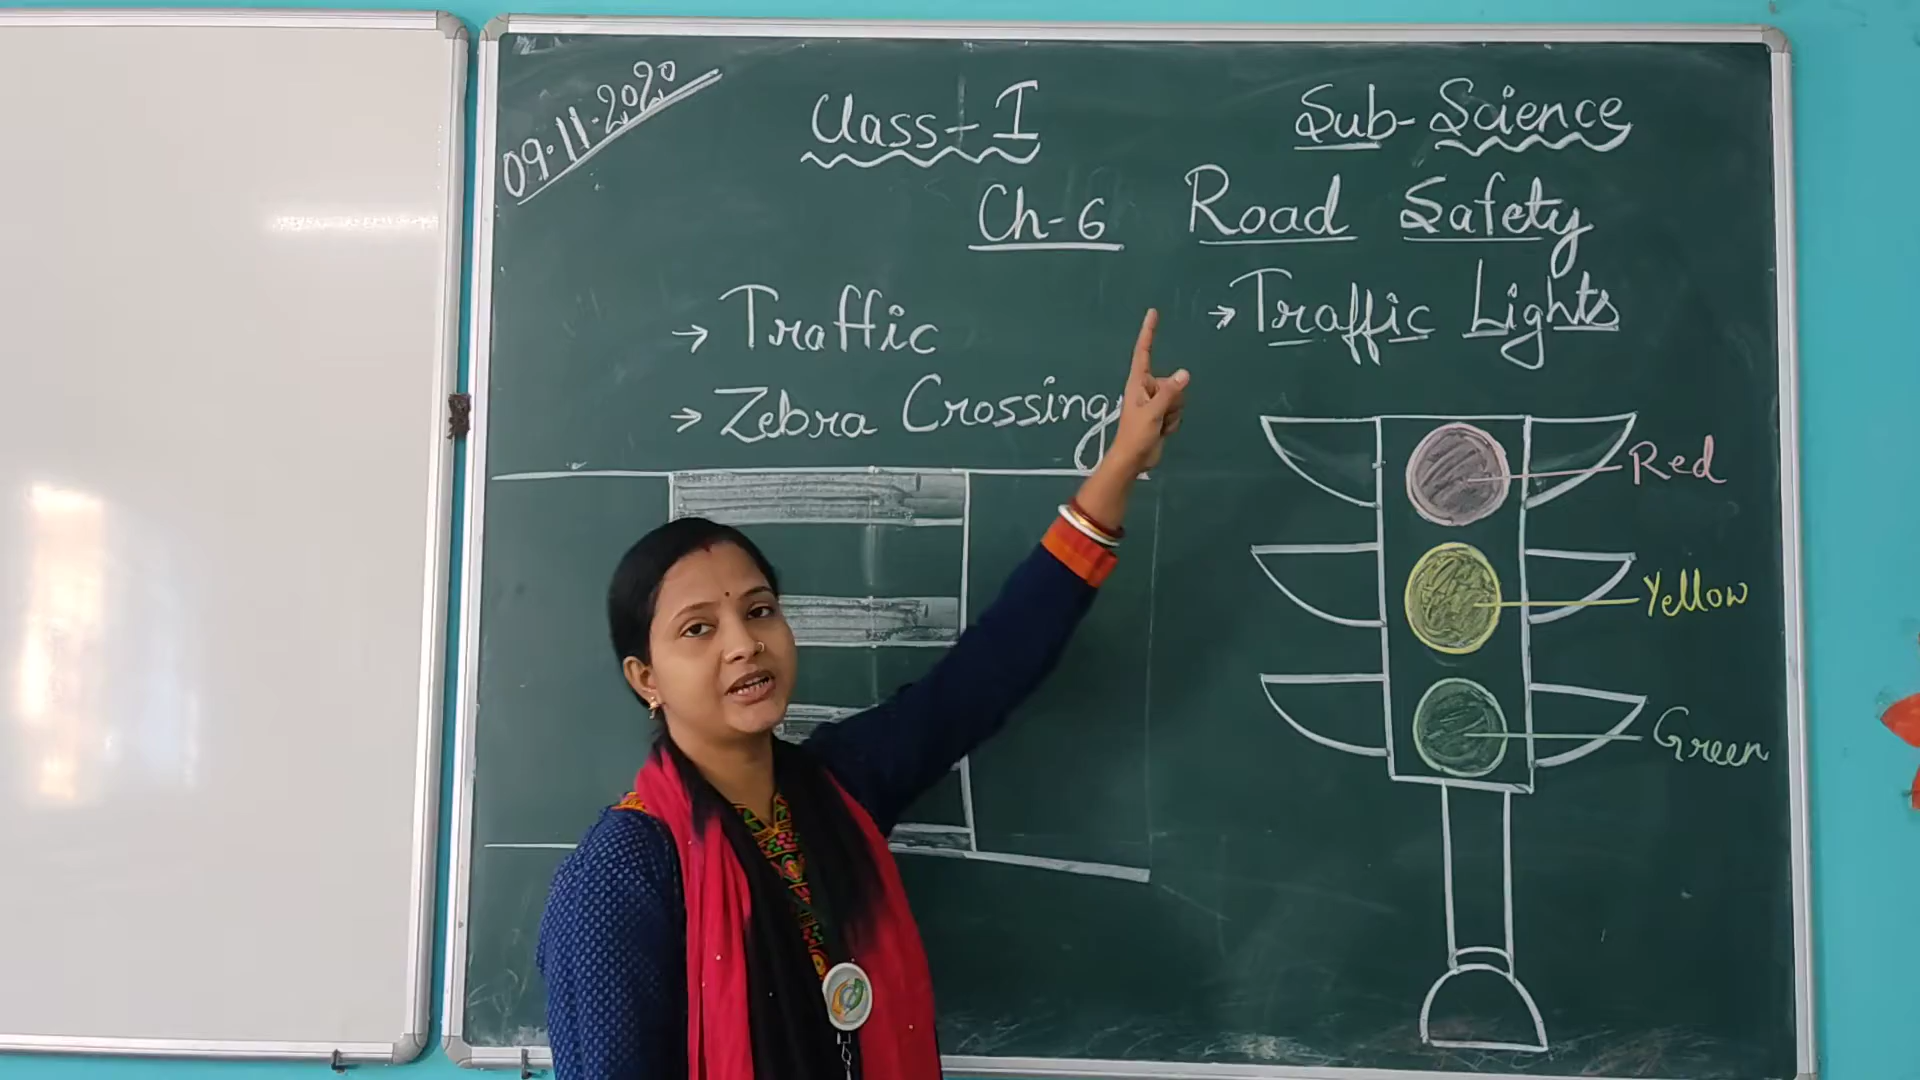 09.11.2020
Class-I
Sub-Science
Ch-6 Road Safety
→ Traffic
→ Traffic Lights
→ Zebra Crossing
Red
Yellow
Green